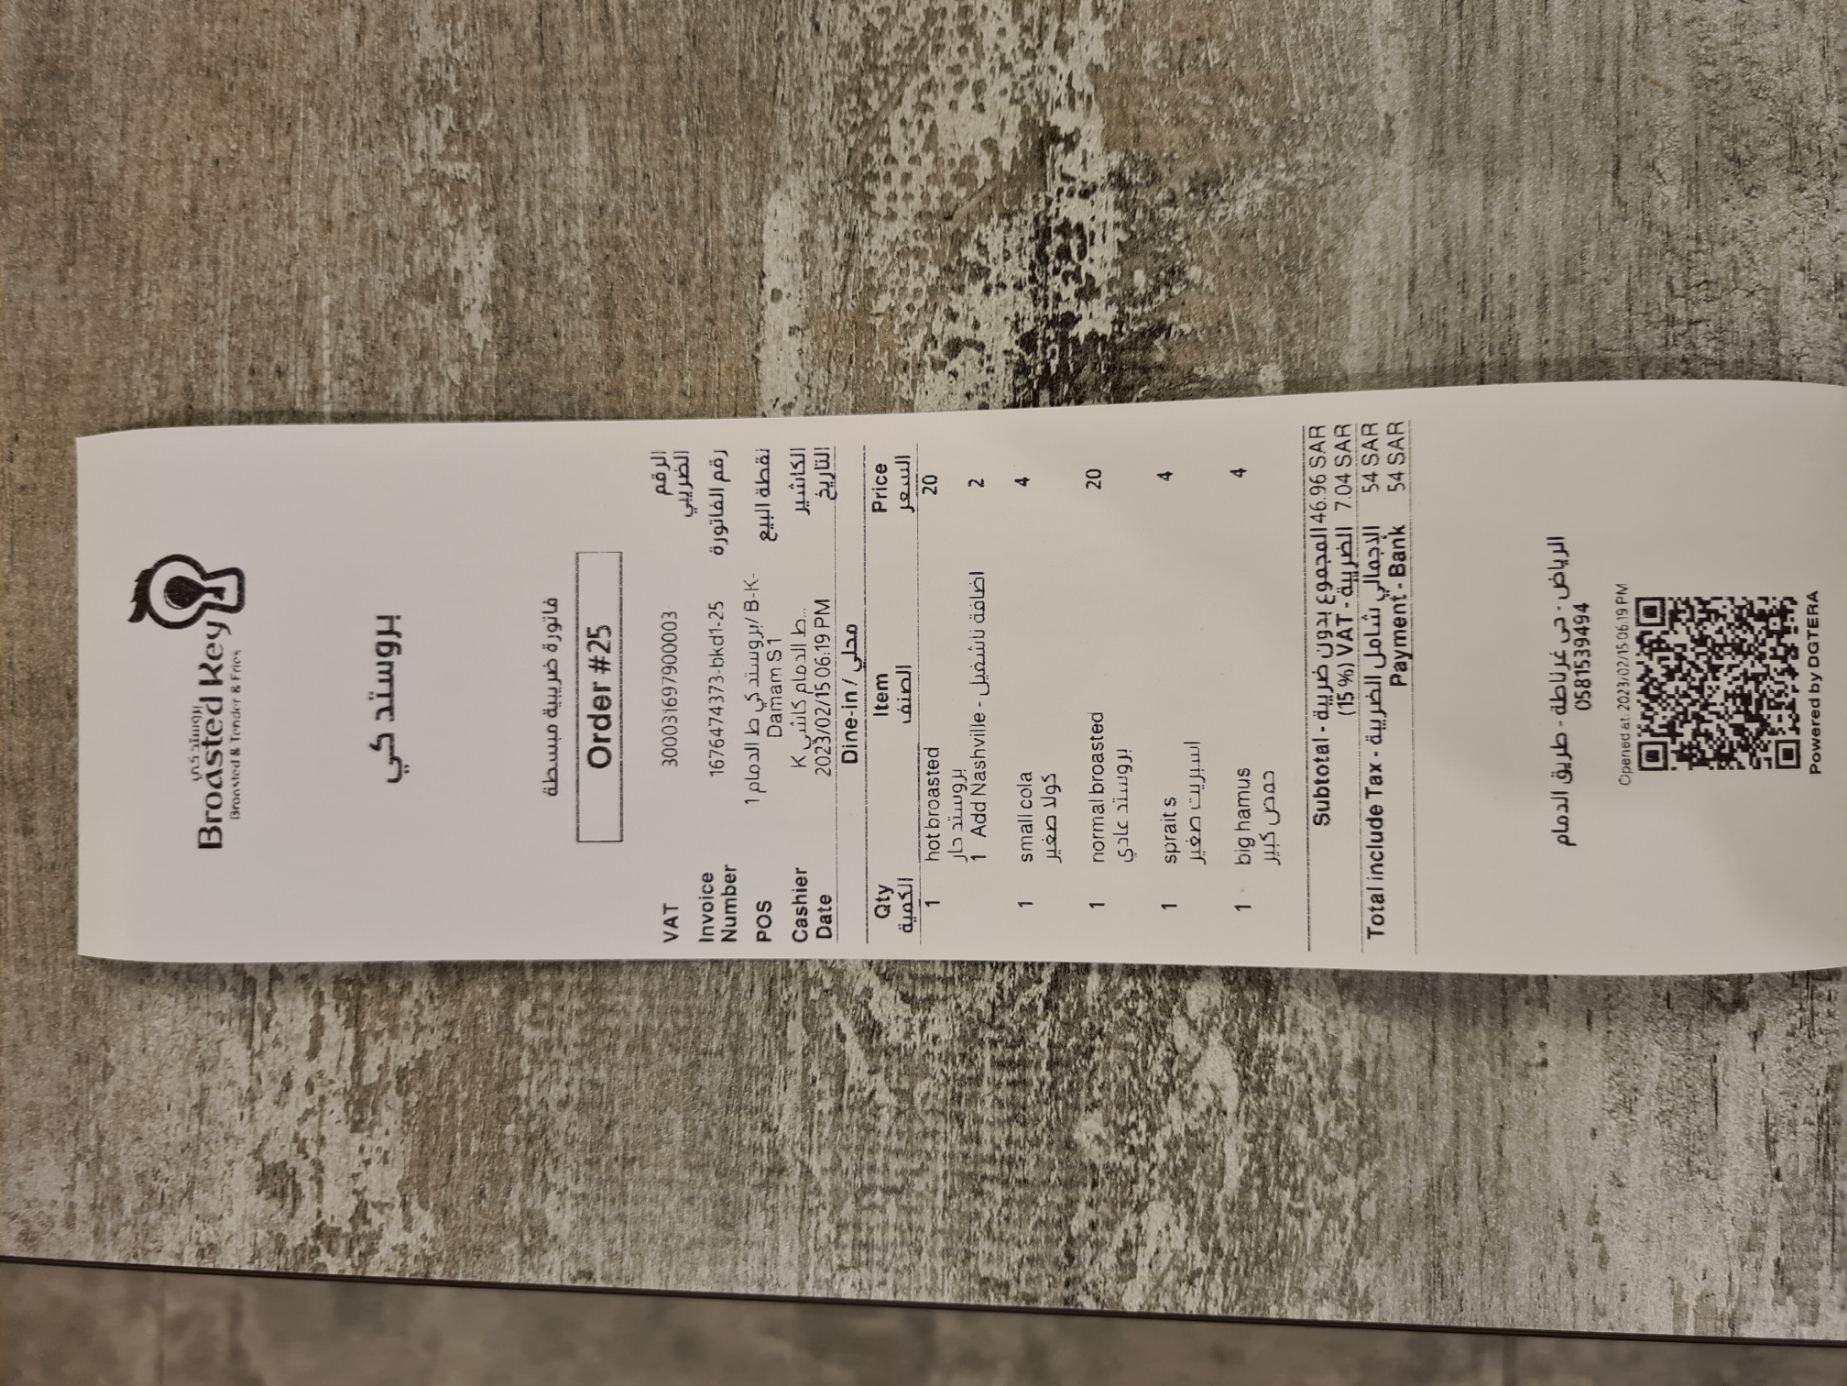 بروستد كي
Broasted Key
Broasted & Tender & Fries
بروستد كي
فاتورة ضريبية مبسطة
Order #25
VAT 300031697900003 الرقم الضريبي
Invoice Number 1676474373-bkd1-25 رقم الفاتورة
POS بروستد كي ط الدمام 1/ B-K-Damam S1 نقطة البيع
Cashier ط الدمام كاشي K... الكاشير
Date 2023/02/15 06:19 PM التاريخ
Dine-in / محلي
Qty Item Price
الكمية الصنف السعر
1 hot broasted 20
بروستد حار
1 Add Nashville - اضافة ناشفيل 2
1 small cola 4
كولا صغير
1 normal broasted 20
بروستد عادي
1 sprait s 4
اسبريت صغير
1 big hamus 4
حمص كبير
Subtotal - المجموع بدون ضريبة 46.96 SAR
(15 %) VAT - الضريبة 7.04 SAR
Total include Tax - الإجمالي شامل الضريبة 54 SAR
Payment - Bank 54 SAR
الرياض - حي غرناطة - طريق الدمام
0581539494
Opened at: 2023/02/15 06:19 PM
Powered by DGTERA